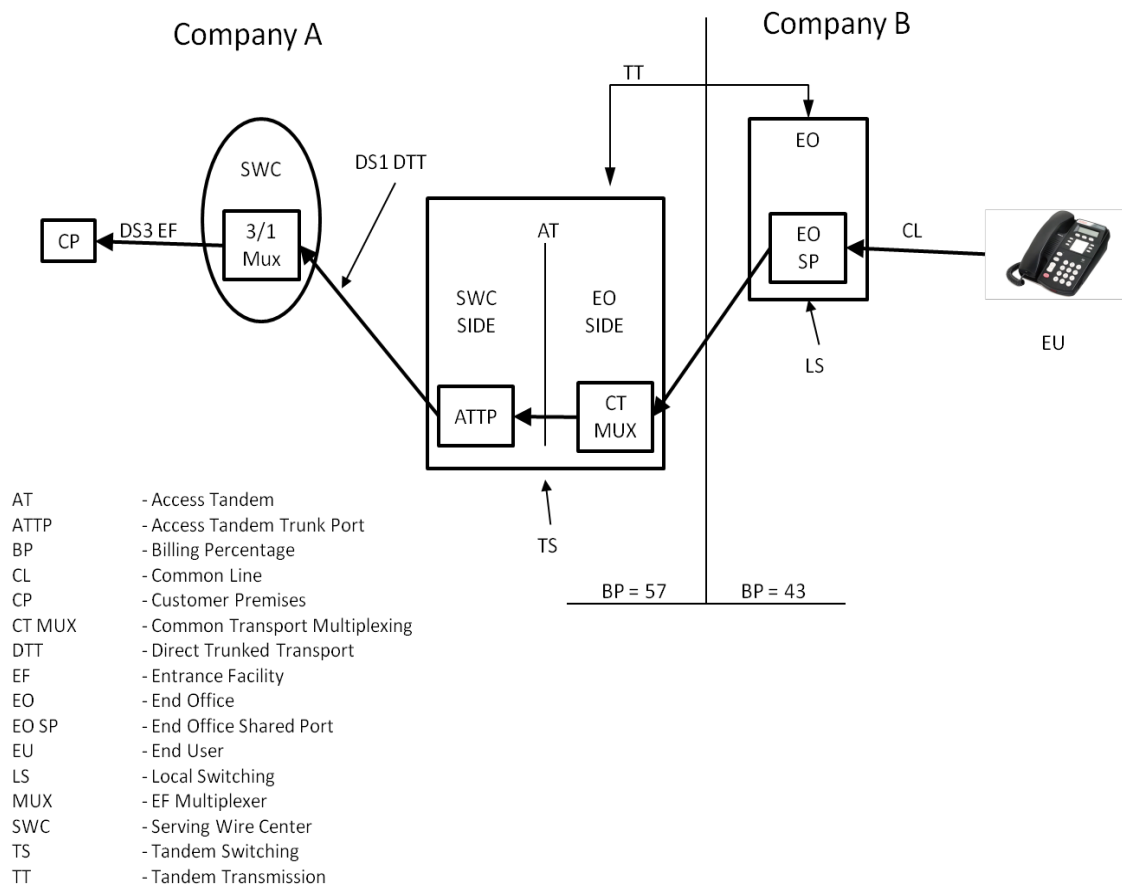 Company A
Company B
TT
EO
SWC
DS1 DTT
AT
CP
DS3 EF
3/1
Mux
EO
SP
CL
SWC
SIDE
EO
SIDE
EU
LS
ATTP
CT
MUX
TS
BP = 57
BP = 43
AT - Access Tandem
ATTP - Access Tandem Trunk Port
BP - Billing Percentage
CL - Common Line
CP - Customer Premises
CT MUX - Common Transport Multiplexing
DTT - Direct Trunked Transport
EF - Entrance Facility
EO - End Office
EO SP - End Office Shared Port
EU - End User
LS - Local Switching
MUX - EF Multiplexer
SWC - Serving Wire Center
TS - Tandem Switching
TT - Tandem Transmission